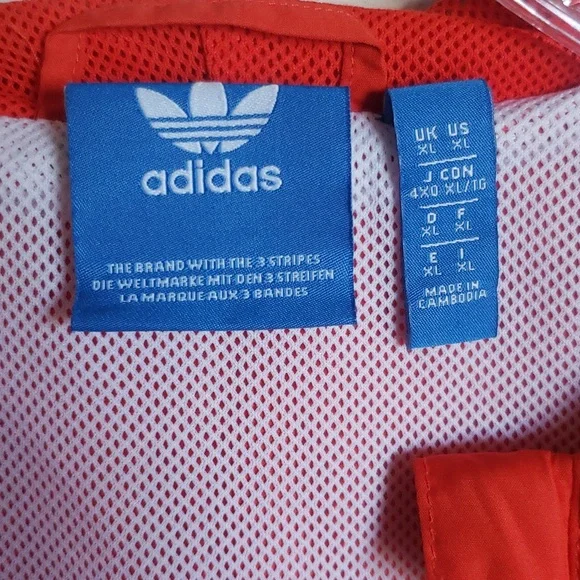 adidas
THE BRAND WITH THE 3 STRIPES
DIE WELTMARKE MIT DEN 3 STREIFEN
LA MARQUE AUX 3 BANDES
UK US
XL XL
J CDN
4XO XL/TG
D F
XL XL
E I
XL XL
MADE IN
CAMBODIA